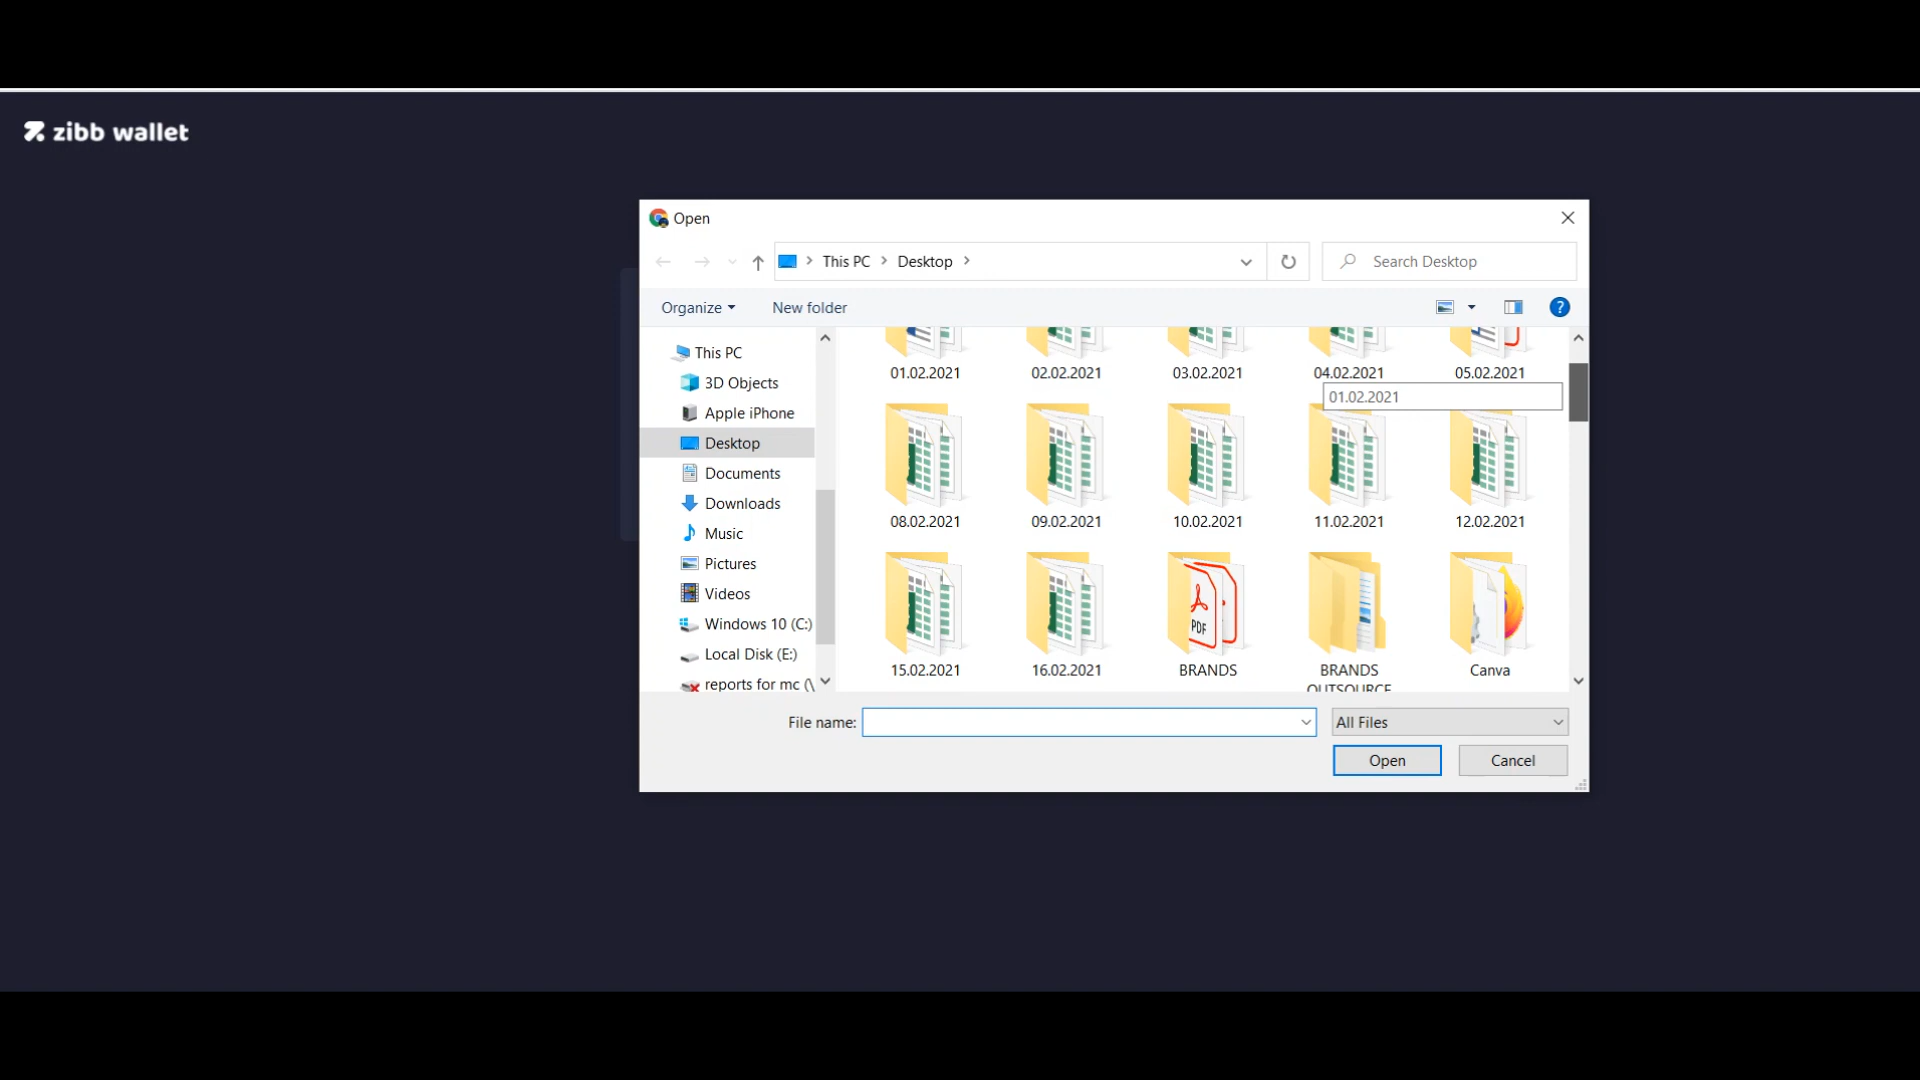 zibb wallet
Open
This PC Desktop
Search Desktop
Organize
New folder
?
This PC
3D Objects
Apple iPhone
Desktop
Documents
Downloads
Music
Pictures
Videos
Windows 10 (C:)
Local Disk (E:)
reports for mc (\
01.02.2021
02.02.2021
03.02.2021
04.02.2021
05.02.2021
01.02.2021
08.02.2021
09.02.2021
10.02.2021
11.02.2021
12.02.2021
PDF
15.02.2021
16.02.2021
BRANDS
BRANDS
OUTSOURCE
Canva
File name:
All Files
Open
Cancel